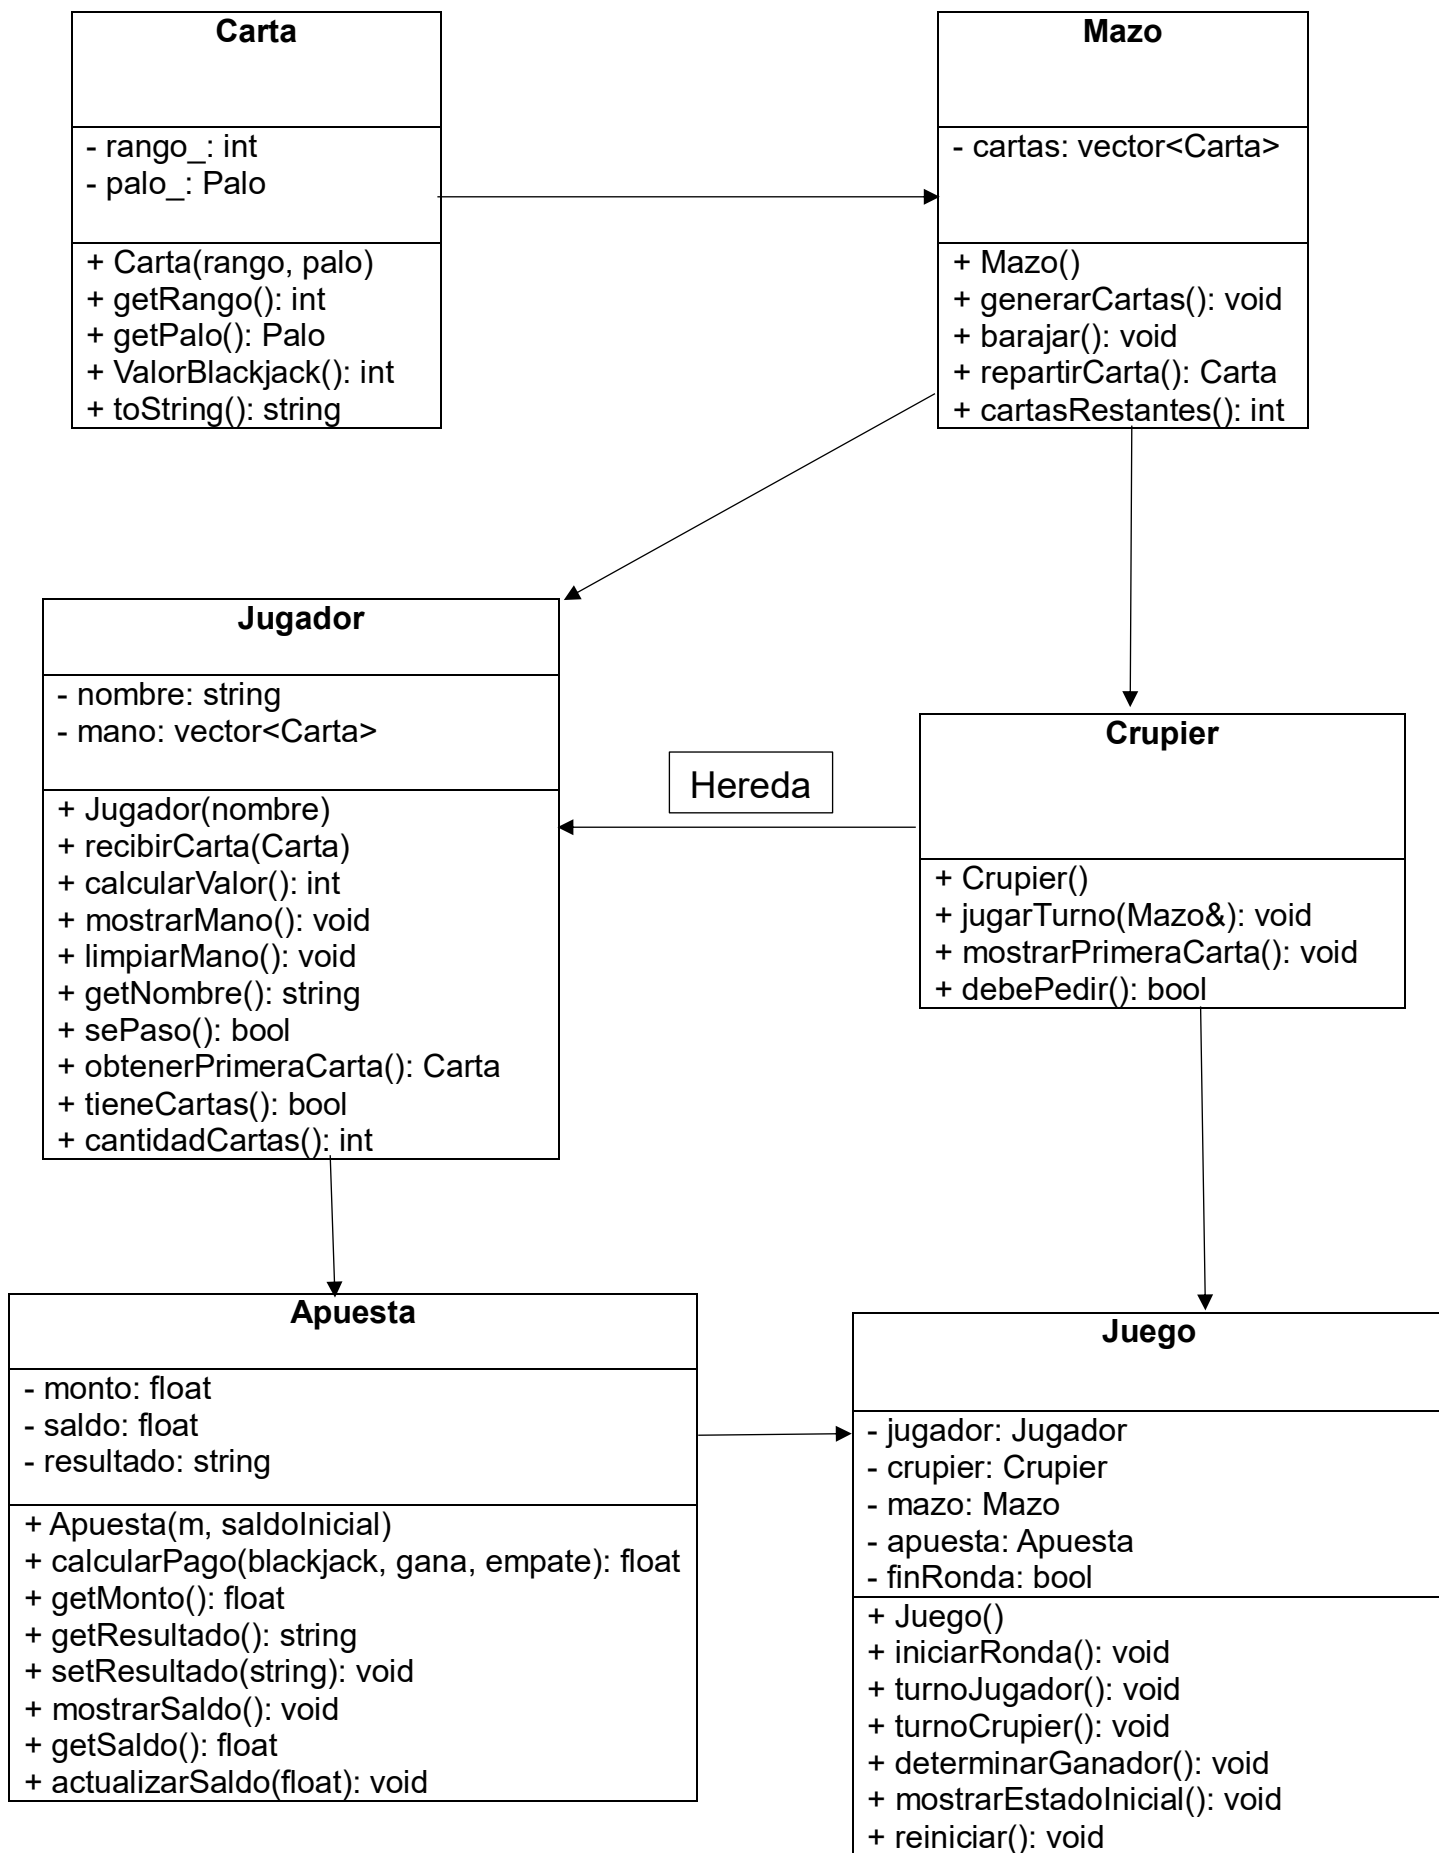 Carta
- rango_: int
- palo_: Palo
+ Carta(rango, palo)
+ getRango(): int
+ getPalo(): Palo
+ ValorBlackjack(): int
+ toString(): string
Mazo
- cartas: vector<Carta>
+ Mazo()
+ generarCartas(): void
+ barajar(): void
+ repartirCarta(): Carta
+ cartasRestantes(): int
Jugador
- nombre: string
- mano: vector<Carta>
+ Jugador(nombre)
+ recibirCarta(Carta)
+ calcularValor(): int
+ mostrarMano(): void
+ limpiarMano(): void
+ getNombre(): string
+ sePaso(): bool
+ obtenerPrimeraCarta(): Carta
+ tieneCartas(): bool
+ cantidadCartas(): int
Hereda
Crupier
+ Crupier()
+ jugarTurno(Mazo&): void
+ mostrarPrimeraCarta(): void
+ debePedir(): bool
Apuesta
- monto: float
- saldo: float
- resultado: string
+ Apuesta(m, saldoInicial)
+ calcularPago(blackjack, gana, empate): float
+ getMonto(): float
+ getResultado(): string
+ setResultado(string): void
+ mostrarSaldo(): void
+ getSaldo(): float
+ actualizarSaldo(float): void
Juego
- jugador: Jugador
- crupier: Crupier
- mazo: Mazo
- apuesta: Apuesta
- finRonda: bool
+ Juego()
+ iniciarRonda(): void
+ turnoJugador(): void
+ turnoCrupier(): void
+ determinarGanador(): void
+ mostrarEstadoInicial(): void
+ reiniciar(): void